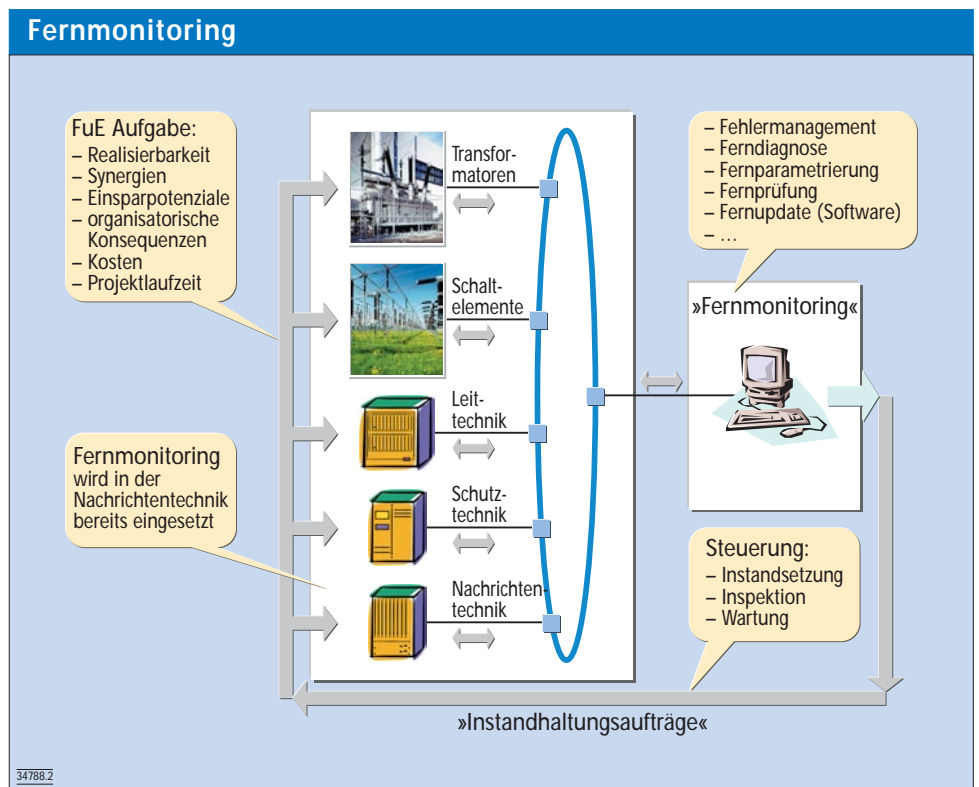 Fernmonitoring
FuE Aufgabe:
– Realisierbarkeit
– Synergien
– Einsparpotenziale
– organisatorische
Konsequenzen
– Kosten
– Projektlaufzeit
Fernmonitoring
wird in der
Nachrichtentechnik
bereits eingesetzt
Transfor-
matoren
Schalt-
elemente
Leit-
technik
Schutz-
technik
Nachrichten-
technik
– Fehlermanagement
– Ferndiagnose
– Fernparametrierung
– Fernprüfung
– Fernupdate (Software)
– …
»Fernmonitoring«
Steuerung:
– Instandsetzung
– Inspektion
– Wartung
»Instandhaltungsaufträge«
34788.2